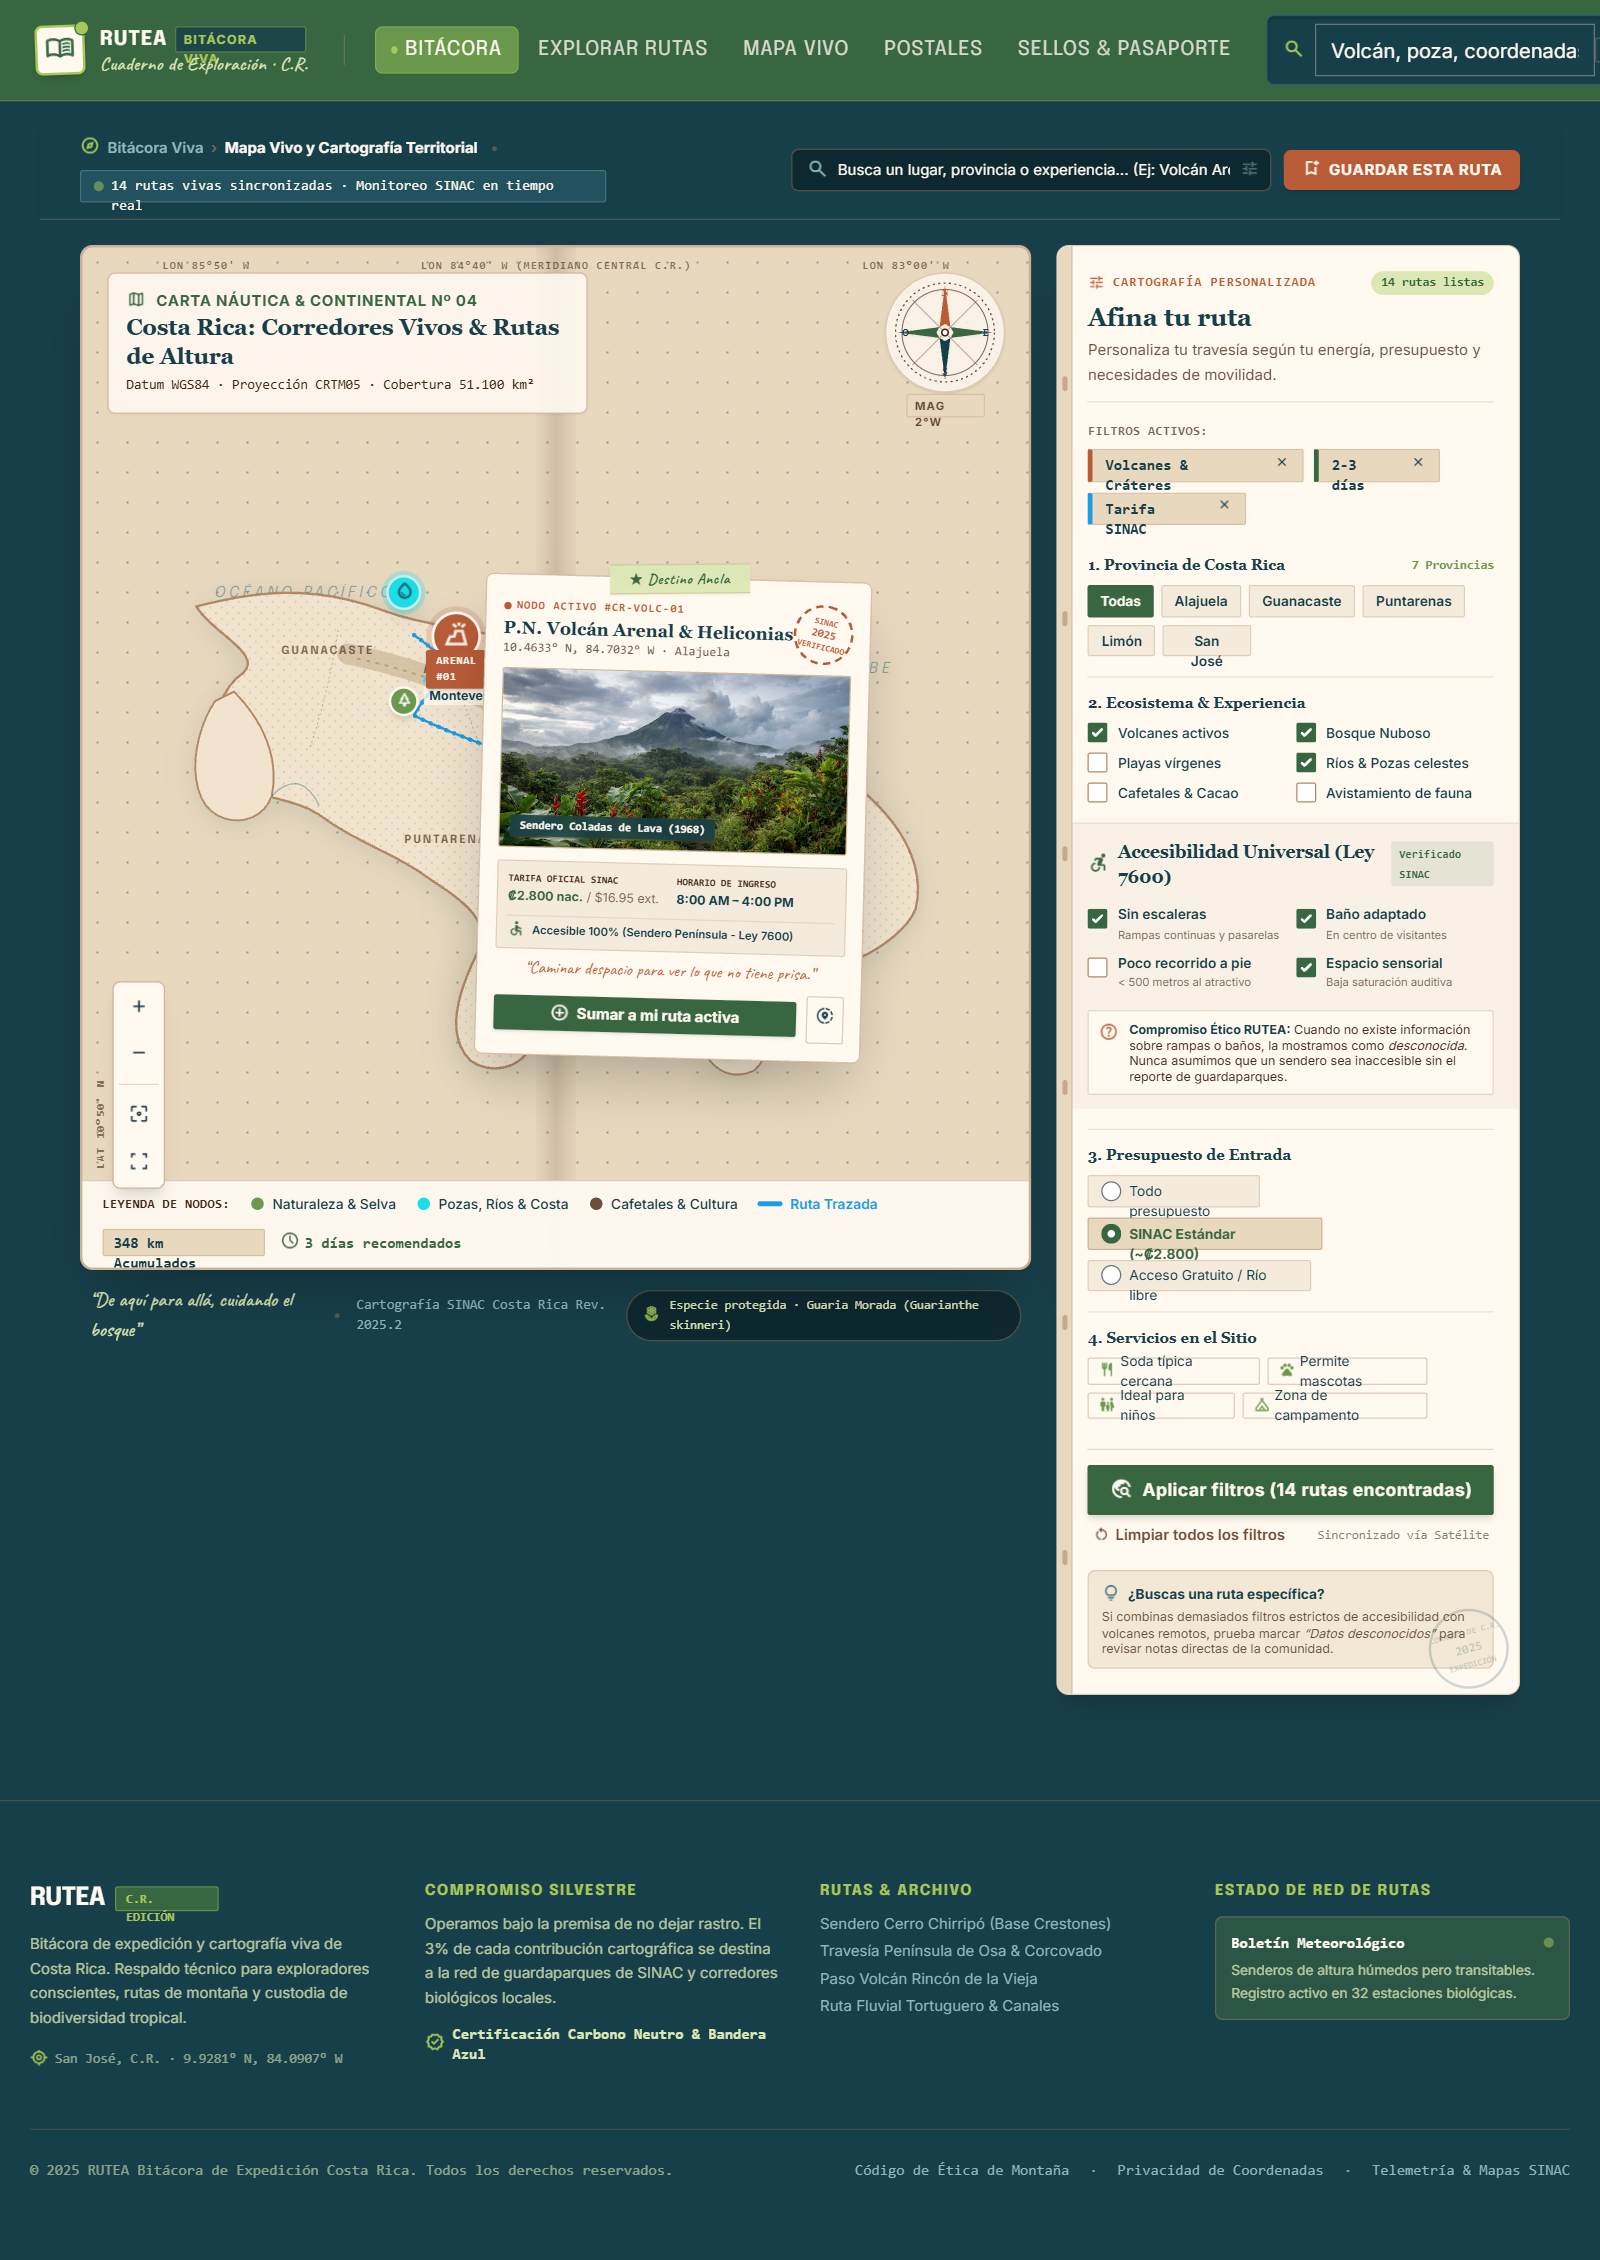 RUTEA
BITÁCORA VIVA
Cuaderno de Exploración · C.R.
BITÁCORA
EXPLORAR RUTAS
MAPA VIVO
POSTALES
SELLOS & PASAPORTE
Volcán, poza, coordenadas
Bitácora Viva › Mapa Vivo y Cartografía Territorial
14 rutas vivas sincronizadas · Monitoreo SINAC en tiempo
real
Busca un lugar, provincia o experiencia... (Ej: Volcán Are
GUARDAR ESTA RUTA
LON 85°50' W
LON 84°40" W (MERIDIANO CENTRAL C.R.)
LON 83°00' W
CARTA NÁUTICA & CONTINENTAL Nº 04
Costa Rica: Corredores Vivos & Rutas
de Altura
Datum WGS84 · Proyección CRTM05 · Cobertura 51.100 km²
N
O
E
S
MAG
2°W
OCÉANO PACÍFICO
GUANACASTE
ARENAL
#01
Monteve
PUNTAREN
BE
Destino Ancla
NODO ACTIVO #CR-VOLC-01
P.N. Volcán Arenal & Heliconias
10.4633° N, 84.7032° W · Alajuela
SINAC
2025
VERIFICADO
Sendero Coladas de Lava (1968)
TARIFA OFICIAL SINAC
₡2.800 nac. / $16.95 ext.
HORARIO DE INGRESO
8:00 AM – 4:00 PM
Accesible 100% (Sendero Península - Ley 7600)
“Caminar despacio para ver lo que no tiene prisa.”
Sumar a mi ruta activa
+
−
LAT 10°50" N
LEYENDA DE NODOS:
Naturaleza & Selva
Pozas, Ríos & Costa
Cafetales & Cultura
Ruta Trazada
348 km
Acumulados
3 días recomendados
“De aquí para allá, cuidando el
bosque”
Cartografía SINAC Costa Rica Rev.
2025.2
Especie protegida · Guaria Morada (Guarianthe
skinneri)
CARTOGRAFÍA PERSONALIZADA
14 rutas listas
Afina tu ruta
Personaliza tu travesía según tu energía, presupuesto y
necesidades de movilidad.
FILTROS ACTIVOS:
Volcanes &
Cráteres
×
2-3
días
×
Tarifa
SINAC
×
1. Provincia de Costa Rica
7 Provincias
Todas
Alajuela
Guanacaste
Puntarenas
Limón
San
José
2. Ecosistema & Experiencia
Volcanes activos
Bosque Nuboso
Playas vírgenes
Ríos & Pozas celestes
Cafetales & Cacao
Avistamiento de fauna
Accesibilidad Universal (Ley
7600)
Verificado
SINAC
Sin escaleras
Rampas continuas y pasarelas
Baño adaptado
En centro de visitantes
Poco recorrido a pie
< 500 metros al atractivo
Espacio sensorial
Baja saturación auditiva
Compromiso Ético RUTEA: Cuando no existe información
sobre rampas o baños, la mostramos como desconocida.
Nunca asumimos que un sendero sea inaccesible sin el
reporte de guardaparques.
3. Presupuesto de Entrada
Todo
presupuesto
SINAC Estándar
(~₡2.800)
Acceso Gratuito / Río
libre
4. Servicios en el Sitio
Soda típica
cercana
Permite
mascotas
Ideal para
niños
Zona de
campamento
Aplicar filtros (14 rutas encontradas)
Limpiar todos los filtros
Sincronizado vía Satélite
¿Buscas una ruta específica?
Si combinas demasiados filtros estrictos de accesibilidad con
volcanes remotos, prueba marcar “Datos desconocidos” para
revisar notas directas de la comunidad.
DE C.R.
2025
EXPEDICIÓN
RUTEA
C.R.
EDICIÓN
Bitácora de expedición y cartografía viva de
Costa Rica. Respaldo técnico para exploradores
conscientes, rutas de montaña y custodia de
biodiversidad tropical.
San José, C.R. · 9.9281° N, 84.0907° W
COMPROMISO SILVESTRE
Operamos bajo la premisa de no dejar rastro. El
3% de cada contribución cartográfica se destina
a la red de guardaparques de SINAC y corredores
biológicos locales.
Certificación Carbono Neutro & Bandera
Azul
RUTAS & ARCHIVO
Sendero Cerro Chirripó (Base Crestones)
Travesía Península de Osa & Corcovado
Paso Volcán Rincón de la Vieja
Ruta Fluvial Tortuguero & Canales
ESTADO DE RED DE RUTAS
Boletín Meteorológico
Senderos de altura húmedos pero transitables.
Registro activo en 32 estaciones biológicas.
© 2025 RUTEA Bitácora de Expedición Costa Rica. Todos los derechos reservados.
Código de Ética de Montaña · Privacidad de Coordenadas · Telemetría & Mapas SINAC